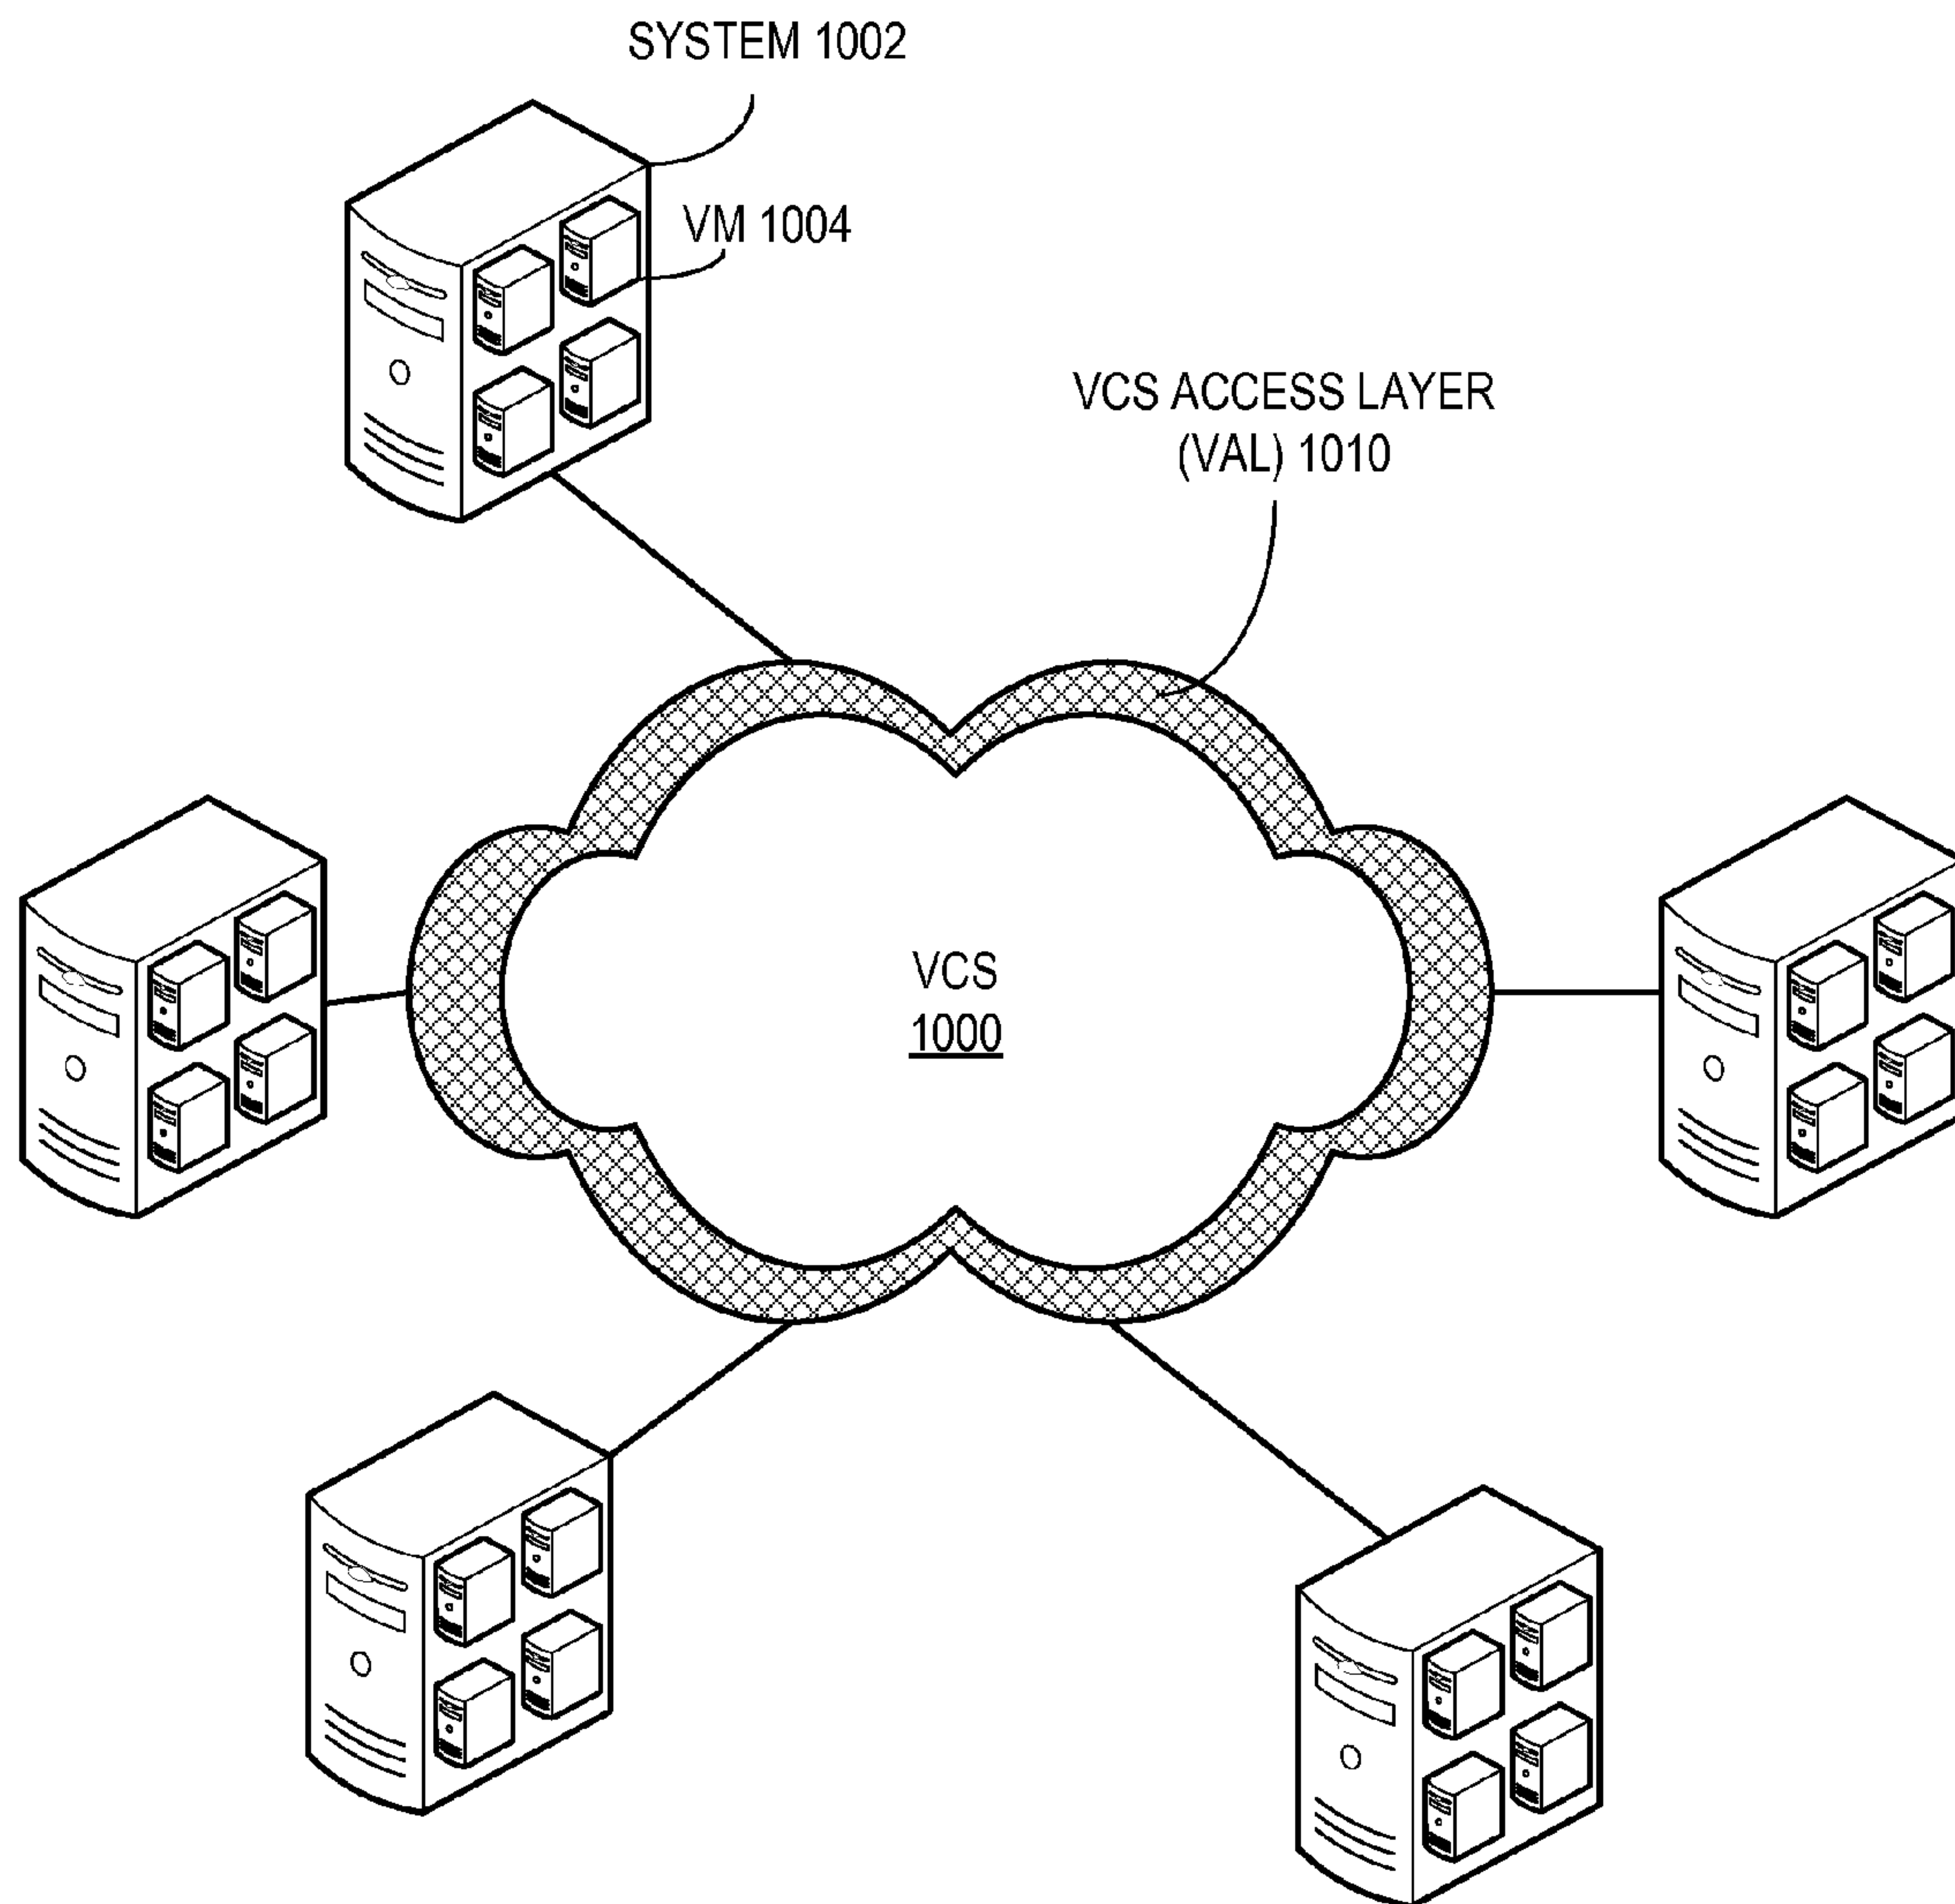 SYSTEM 1002
VM 1004
VCS ACCESS LAYER
(VAL) 1010
VCS
1000